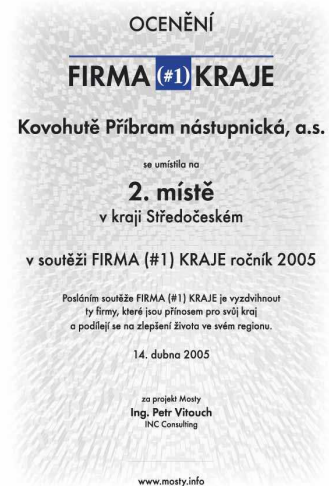 OCENĚNÍ
FIRMA (#1) KRAJE
Kovohutě Příbram nástupnická, a.s.
se umístila na
2. místě
v kraji Středočeském
v soutěži FIRMA (#1) KRAJE ročník 2005
Posláním soutěže FIRMA (#1) KRAJE je vyzdvihnout
ty firmy, které jsou přínosem pro svůj kraj
a podílejí se na zlepšení života ve svém regionu.
14. dubna 2005
za projekt Mosty
Ing. Petr Vitouch
INC Consulting
www.mosty.info